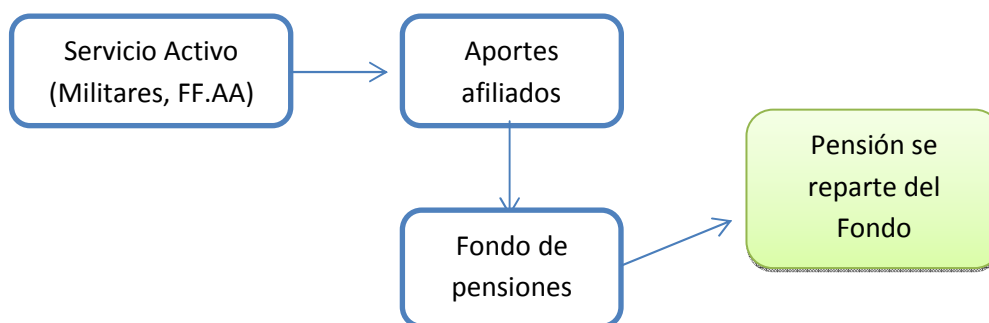 Servicio Activo
(Militares, FF.AA)
Aportes
afiliados
Fondo de
pensiones
Pensión se
reparte del
Fondo